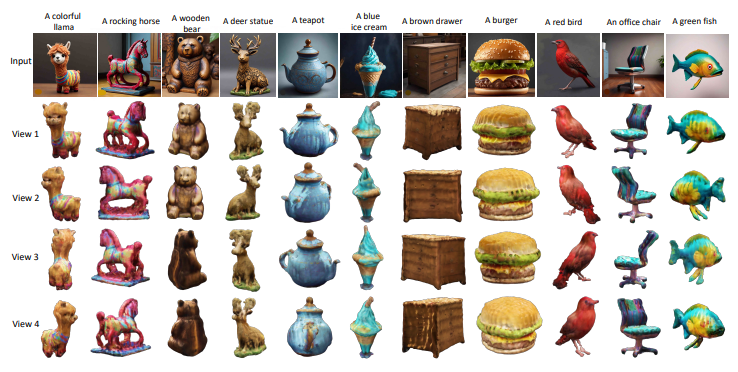 A colorful
llama
A rocking horse
A wooden
bear
A deer statue
A teapot
A blue
ice cream
A brown drawer
A burger
A red bird
An office chair
A green fish
Input
View 1
View 2
View 3
View 4